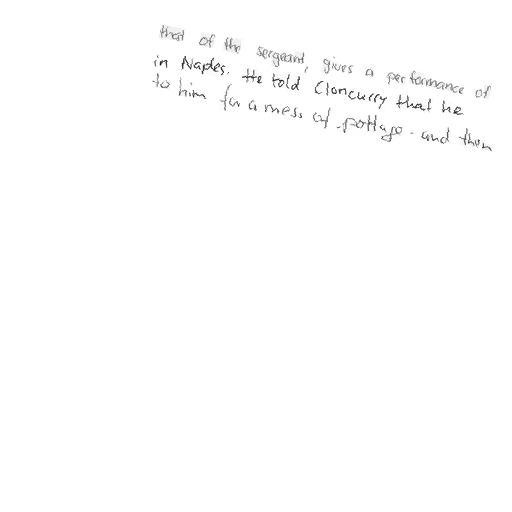 that of the sergeant, gives a performance of
in Naples. He told Cloncurry that he
to him for a mess of pottage - and then